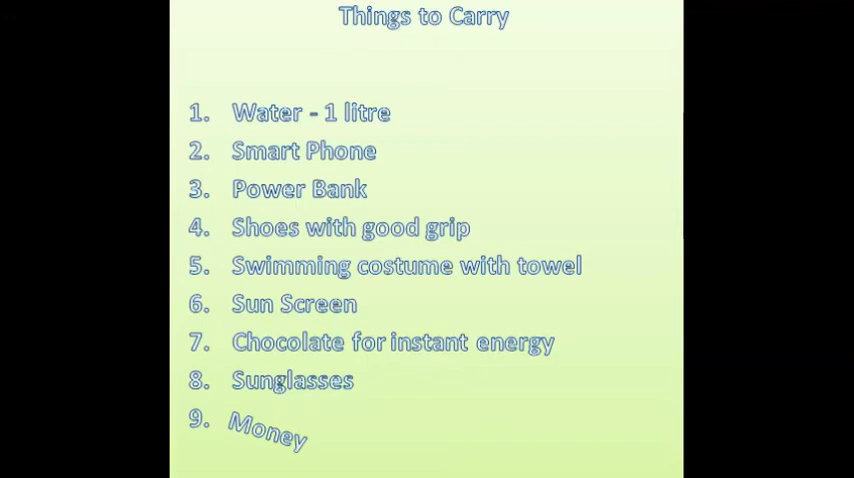 Things to Carry
1. Water - 1 litre
2. Smart Phone
3. Power Bank
4. Shoes with good grip
5. Swimming costume with towel
6. Sun Screen
7. Chocolate for instant energy
8. Sunglasses
9. Money